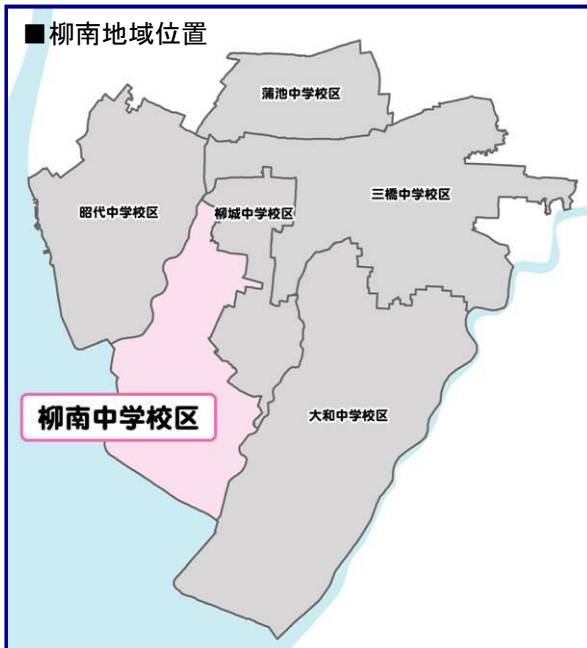 ■柳南地域位置
蒲池中学校区
三橋中学校区
昭代中学校区
柳城中学校区
柳南中学校区
大和中学校区